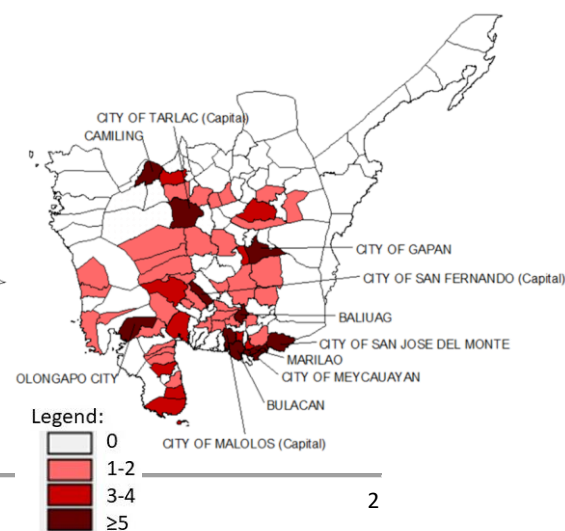 CITY OF TARLAC (Capital)
CAMILING
CITY OF GAPAN
CITY OF SAN FERNANDO (Capital)
BALIUAG
CITY OF SAN JOSE DEL MONTE
MARILAO
CITY OF MEYCAUAYAN
OLONGAPO CITY
BULACAN
CITY OF MALOLOS (Capital)
Legend:
0
1-2
3-4
≥5
2